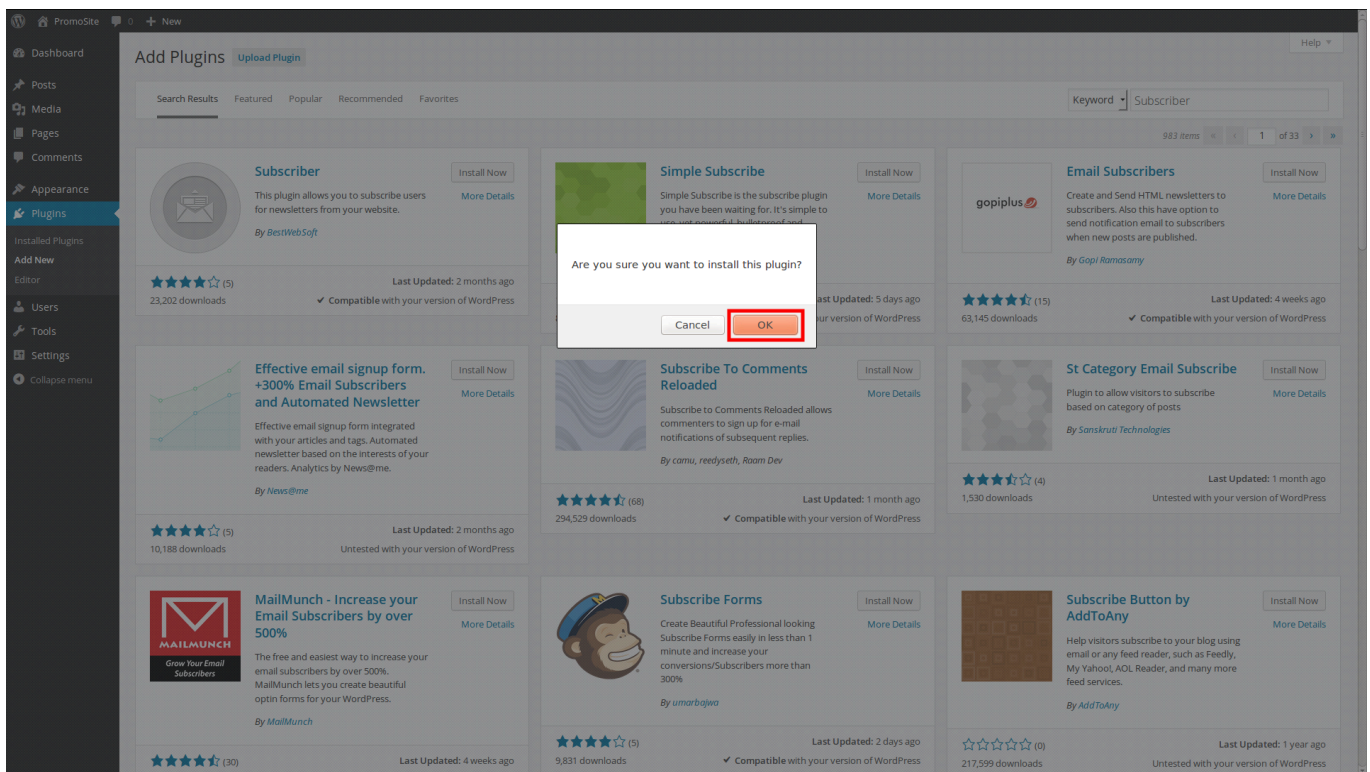 PromoSite 0 + New
Dashboard
Posts
Media
Pages
Comments
Appearance
Plugins
Installed Plugins
Add New
Editor
Users
Tools
Settings
Collapse menu
Help
Add Plugins Upload Plugin
Search Results Featured Popular Recommended Favorites
Keyword Subscriber
983 items « ‹ 1 of 33 › »
Subscriber
Install Now
More Details
This plugin allows you to subscribe users
for newsletters from your website.
By BestWebSoft
(5)
23,202 downloads
Last Updated: 2 months ago
✔ Compatible with your version of WordPress
Simple Subscribe
Install Now
More Details
Simple Subscribe is the subscribe plugin
you have been waiting for. It's simple to
Last Updated: 5 days ago
your version of WordPress
Are you sure you want to install this plugin?
Cancel OK
gopiplus
Email Subscribers
Install Now
More Details
Create and Send HTML newsletters to
subscribers. Also this have option to
send notification email to subscribers
when new posts are published.
By Gopi Ramasamy
(15)
63,145 downloads
Last Updated: 4 weeks ago
✔ Compatible with your version of WordPress
Effective email signup form.
+300% Email Subscribers
and Automated Newsletter
Install Now
More Details
Effective email signup form integrated
with your articles and tags. Automated
newsletter based on the interests of your
readers. Analytics by News@me.
By News@me
(5)
10,188 downloads
Last Updated: 2 months ago
Untested with your version of WordPress
Subscribe To Comments
Reloaded
Install Now
More Details
Subscribe to Comments Reloaded allows
commenters to sign up for e-mail
notifications of subsequent replies.
By camu, reedyseth, Raam Dev
(68)
294,529 downloads
Last Updated: 1 month ago
✔ Compatible with your version of WordPress
St Category Email Subscribe
Install Now
More Details
Plugin to allow visitors to subscribe
based on category of posts
By Sanskruti Technologies
(4)
1,530 downloads
Last Updated: 1 month ago
Untested with your version of WordPress
MAILMUNCH
Grow Your Email
Subscribers
MailMunch - Increase your
Email Subscribers by over
500%
Install Now
More Details
The free and easiest way to increase your
email subscribers by over 500%.
MailMunch lets you create beautiful
optin forms for your WordPress.
By MailMunch
(30)
Last Updated: 4 weeks ago
Subscribe Forms
Install Now
More Details
Create Beautiful Professional looking
Subscribe Forms easily in less than 1
minute and increase your
conversions/Subscribers more than
300%
By umarbajwa
(5)
9,831 downloads
Last Updated: 2 days ago
✔ Compatible with your version of WordPress
Subscribe Button by
AddToAny
Install Now
More Details
Help visitors subscribe to your blog using
email or any feed reader, such as Feedly,
My Yahoo!, AOL Reader, and many more
feed services.
By AddToAny
(0)
217,599 downloads
Last Updated: 1 year ago
Untested with your version of WordPress